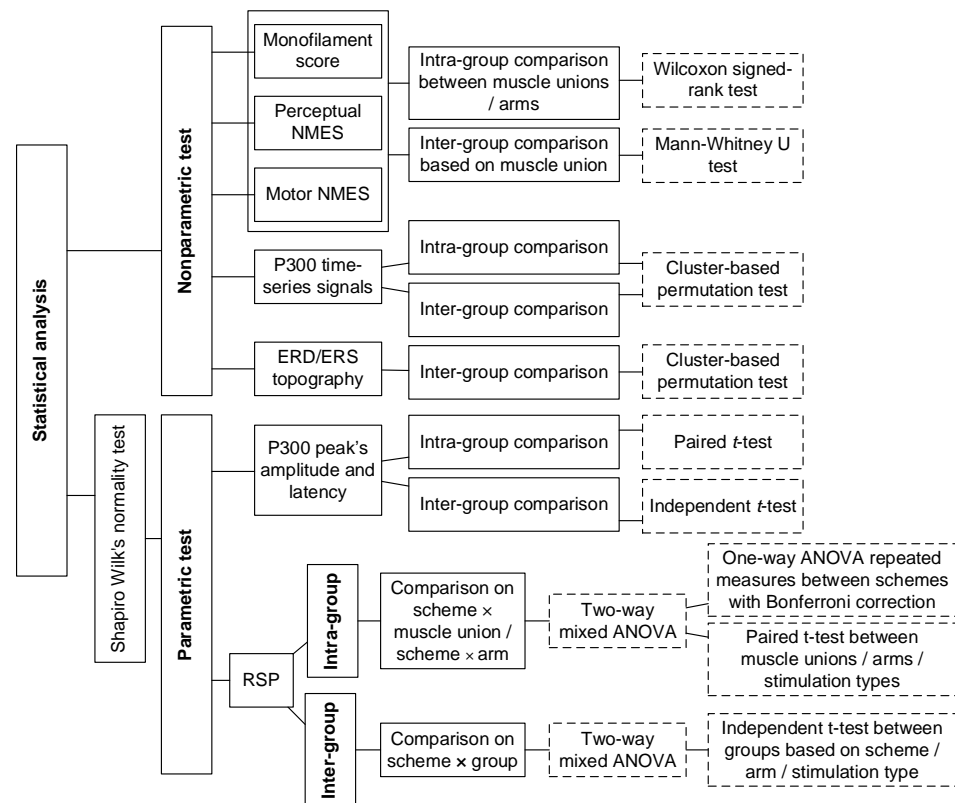 Statistical analysis
Nonparametric test
Monofilament
score
Perceptual
NMES
Motor NMES
Intra-group comparison
between muscle unions
/ arms
Wilcoxon signed-
rank test
Inter-group comparison
based on muscle union
Mann-Whitney U
test
P300 time-
series signals
Intra-group comparison
Inter-group comparison
Cluster-based
permutation test
ERD/ERS
topography
Inter-group comparison
Cluster-based
permutation test
Shapiro Wilk's normality test
Parametric test
P300 peak's
amplitude and
latency
Intra-group comparison
Paired t-test
Inter-group comparison
Independent t-test
RSP
Intra-group
Comparison on
scheme ×
muscle union /
scheme × arm
Two-way
mixed ANOVA
One-way ANOVA repeated
measures between schemes
with Bonferroni correction
Paired t-test between
muscle unions / arms /
stimulation types
Inter-group
Comparison on
scheme × group
Two-way
mixed ANOVA
Independent t-test between
groups based on scheme /
arm / stimulation type